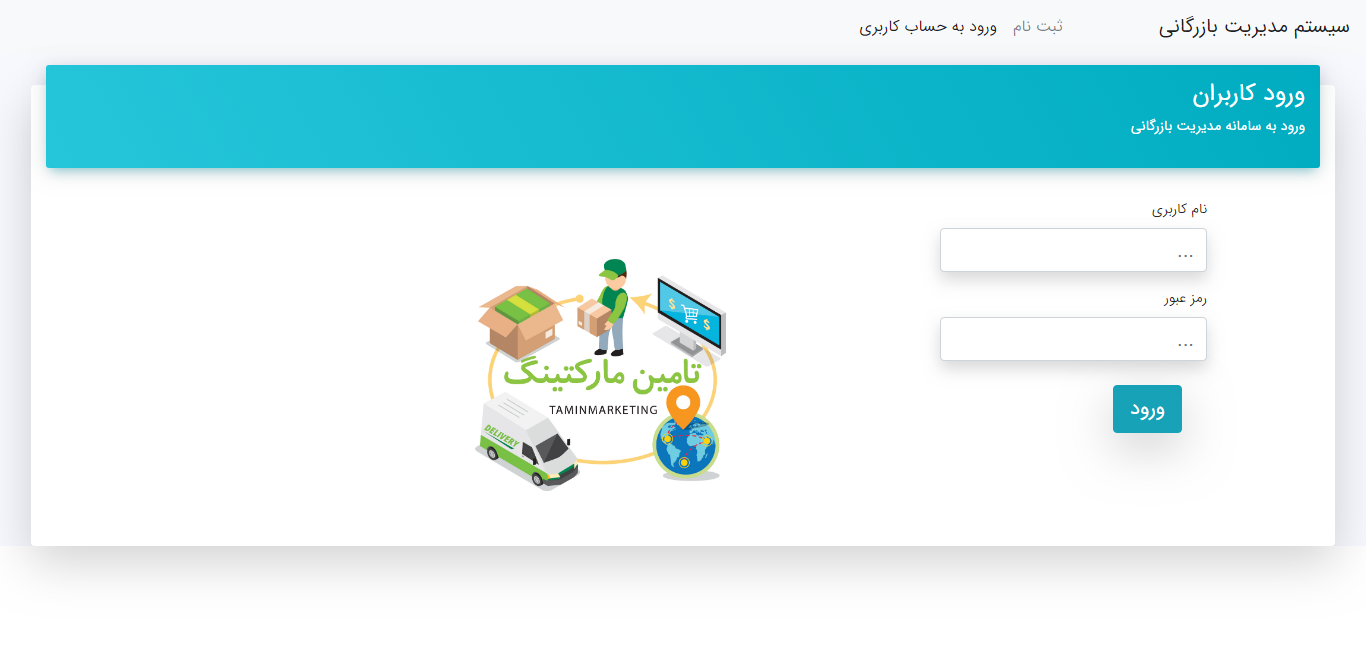 سیستم مدیریت بازرگانی
ثبت نام
ورود به حساب کاربری
ورود کاربران
ورود به سامانه مدیریت بازرگانی
نام کاربری
...
رمز عبور
...
ورود
$ $
تامین مارکتینگ
TAMINMARKETING
DELIVERY